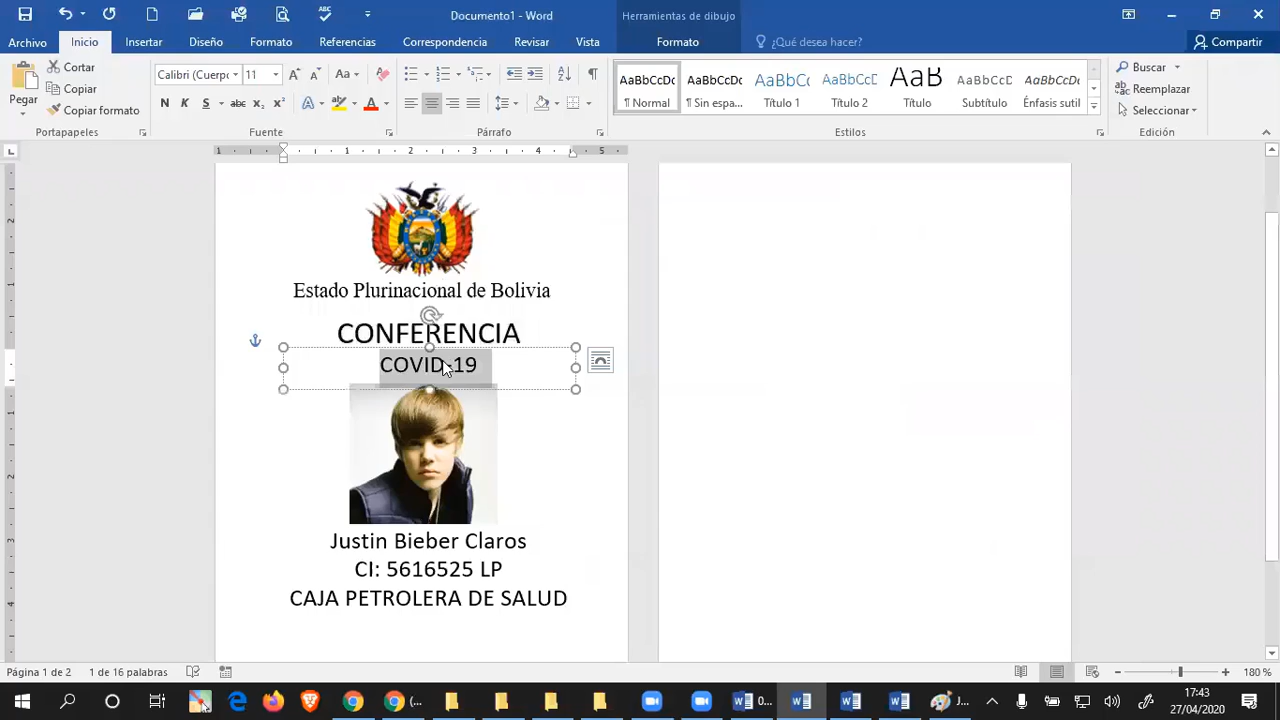 Documento1 - Word
Herramientas de dibujo
Archivo Inicio Insertar Diseño Formato Referencias Correspondencia Revisar Vista Formato ¿Qué desea hacer? Compartir
Pegar
Cortar
Copiar
Copiar formato
Calibri (Cuerpo 11
AaBbCcDc AaBbCcDc AaBbCc AaBbCcD AaB AaBbCcD AaBbCcDc
¶ Normal ¶ Sin espa... Título 1 Título 2 Título Subtítulo Énfasis sutil
Buscar
Reemplazar
Seleccionar
Portapapeles Fuente Párrafo Estilos Edición
Estado Plurinacional de Bolivia
CONFERENCIA
COVID-19
Justin Bieber Claros
CI: 5616525 LP
CAJA PETROLERA DE SALUD
Página 1 de 2 1 de 16 palabras 180 %
17:43
27/04/2020